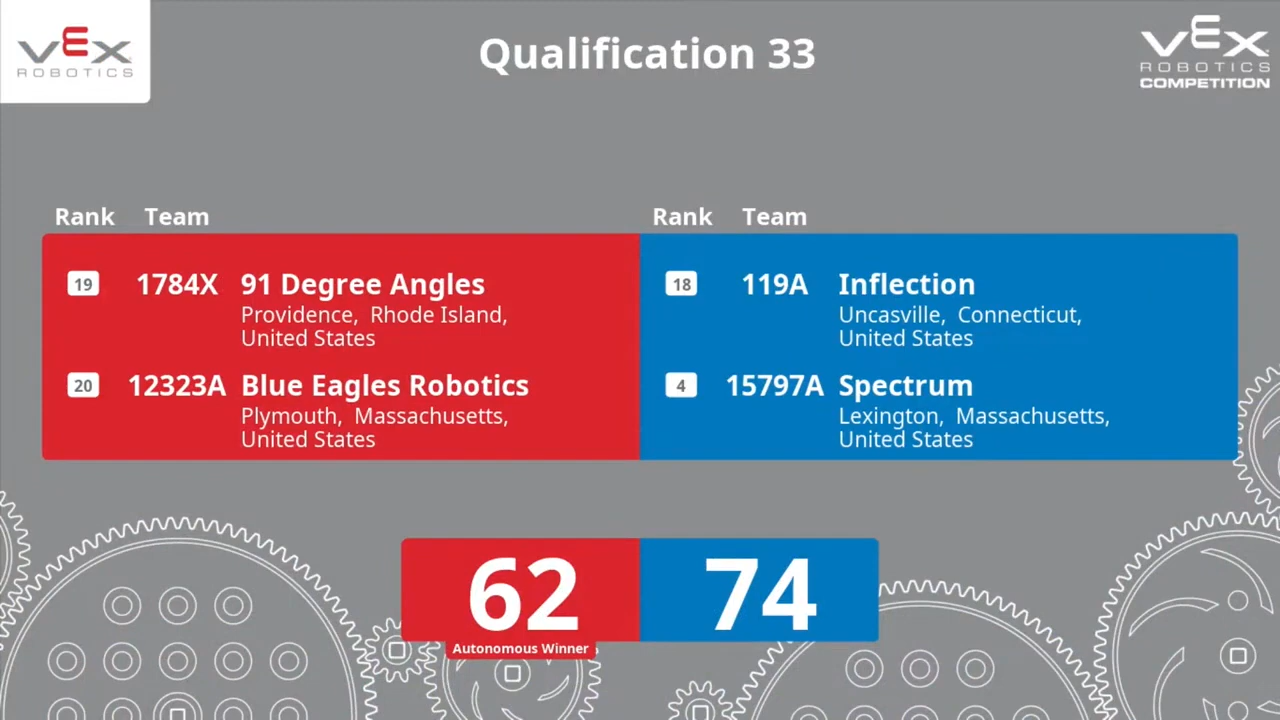 VEX
ROBOTICS
Qualification 33
VEX
ROBOTICS
COMPETITION
Rank Team
Rank Team
19 1784X 91 Degree Angles
Providence, Rhode Island,
United States
20 12323A Blue Eagles Robotics
Plymouth, Massachusetts,
United States
18 119A Inflection
Uncasville, Connecticut,
United States
4 15797A Spectrum
Lexington, Massachusetts,
United States
62 74
Autonomous Winner